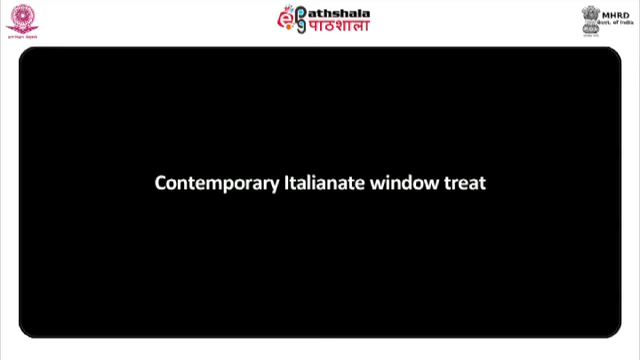 ePathshala
पाठशाला
MHRD
Govt. of India
Contemporary Italianate window treat